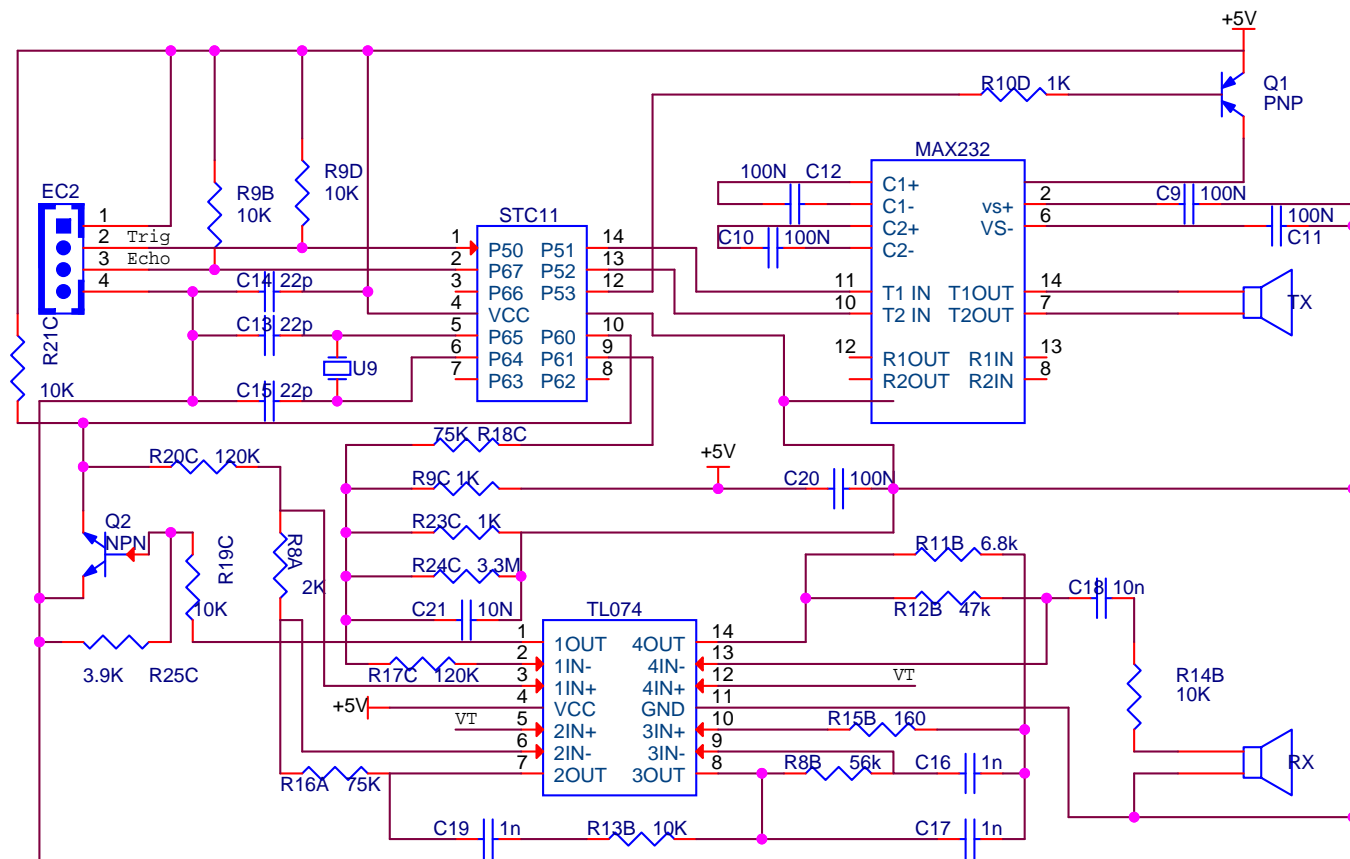 +5V
R10D 1K
Q1
PNP
MAX232
100N C12
C1+
C1-
C2+
C2-
C10 100N
2 vs+
6 VS-
C9 100N
100N
C11
R9D
10K
R9B
10K
EC2
1
2 Trig
3 Echo
4
STC11
1 P50 P51 14
2 P67 P52 13
3 P66 P53 12
4 VCC
5 P65 P60 10
6 P64 P61 9
7 P63 P62 8
11 T1 IN T1OUT 14
10 T2 IN T2OUT 7
12 R1OUT R1IN 13
R2OUT R2IN 8
TX
C14 22p
C13 22p
U9
C15 22p
R21C
10K
75K R18C
R20C 120K
R9C 1K
+5V
C20 100N
Q2
NPN
R19C
10K
R8A
2K
R23C 1K
R24C 3.3M
C21 10N
R11B 6.8k
R12B 47k
C18 10n
3.9K R25C
TL074
1 1OUT 4OUT 14
2 1IN- 4IN- 13
3 1IN+ 4IN+ 12
4 VCC GND 11
5 2IN+ 3IN+ 10
6 2IN- 3IN- 9
7 2OUT 3OUT 8
R17C 120K
+5V
VT
VT
R14B
10K
R15B 160
R8B 56k
C16 1n
RX
R16A 75K
C19 1n
R13B 10K
C17 1n